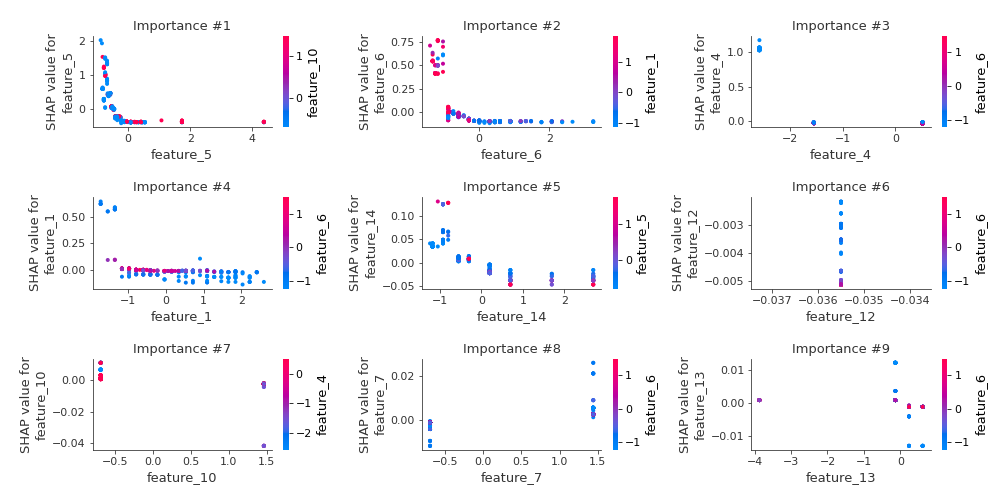 Importance #1
SHAP value for
feature_5
2
1
0
0
2
4
feature_5
1
0
feature_10
Importance #2
SHAP value for
feature_6
0.75
0.50
0.25
0.00
0
2
feature_6
1
0
−1
feature_1
Importance #3
SHAP value for
feature_4
1.0
0.5
0.0
−2
−1
0
feature_4
1
0
−1
feature_6
Importance #4
SHAP value for
feature_1
0.50
0.25
0.00
−1
0
1
2
feature_1
1
0
−1
feature_6
Importance #5
SHAP value for
feature_14
0.10
0.05
0.00
−0.05
−1
0
1
2
feature_14
1
0
feature_5
Importance #6
SHAP value for
feature_12
−0.003
−0.004
−0.005
−0.037
−0.036
−0.035
−0.034
feature_12
1
0
−1
feature_6
Importance #7
SHAP value for
feature_10
0.00
−0.02
−0.04
−0.5
0.0
0.5
1.0
1.5
feature_10
0
−1
−2
feature_4
Importance #8
SHAP value for
feature_7
0.02
0.00
−0.5
0.0
0.5
1.0
1.5
feature_7
1
0
−1
feature_6
Importance #9
SHAP value for
feature_13
0.01
0.00
−0.01
−4
−3
−2
−1
0
feature_13
1
0
−1
feature_6